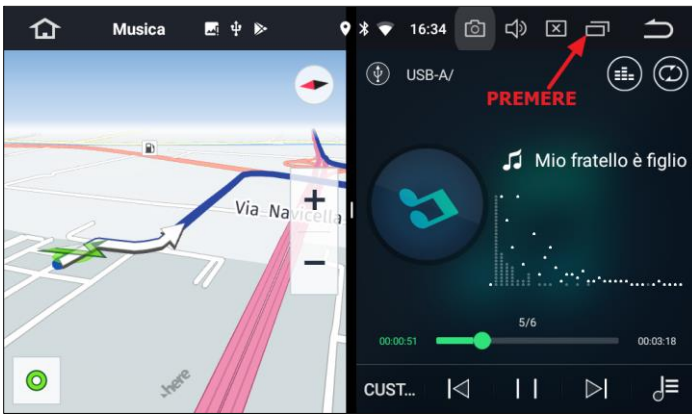 Musica
16:34
USB-A/
PREMERE
Mio fratello è figlio
Via Navicella
+
−
here
5/6
00:00:51
00:03:18
CUST...